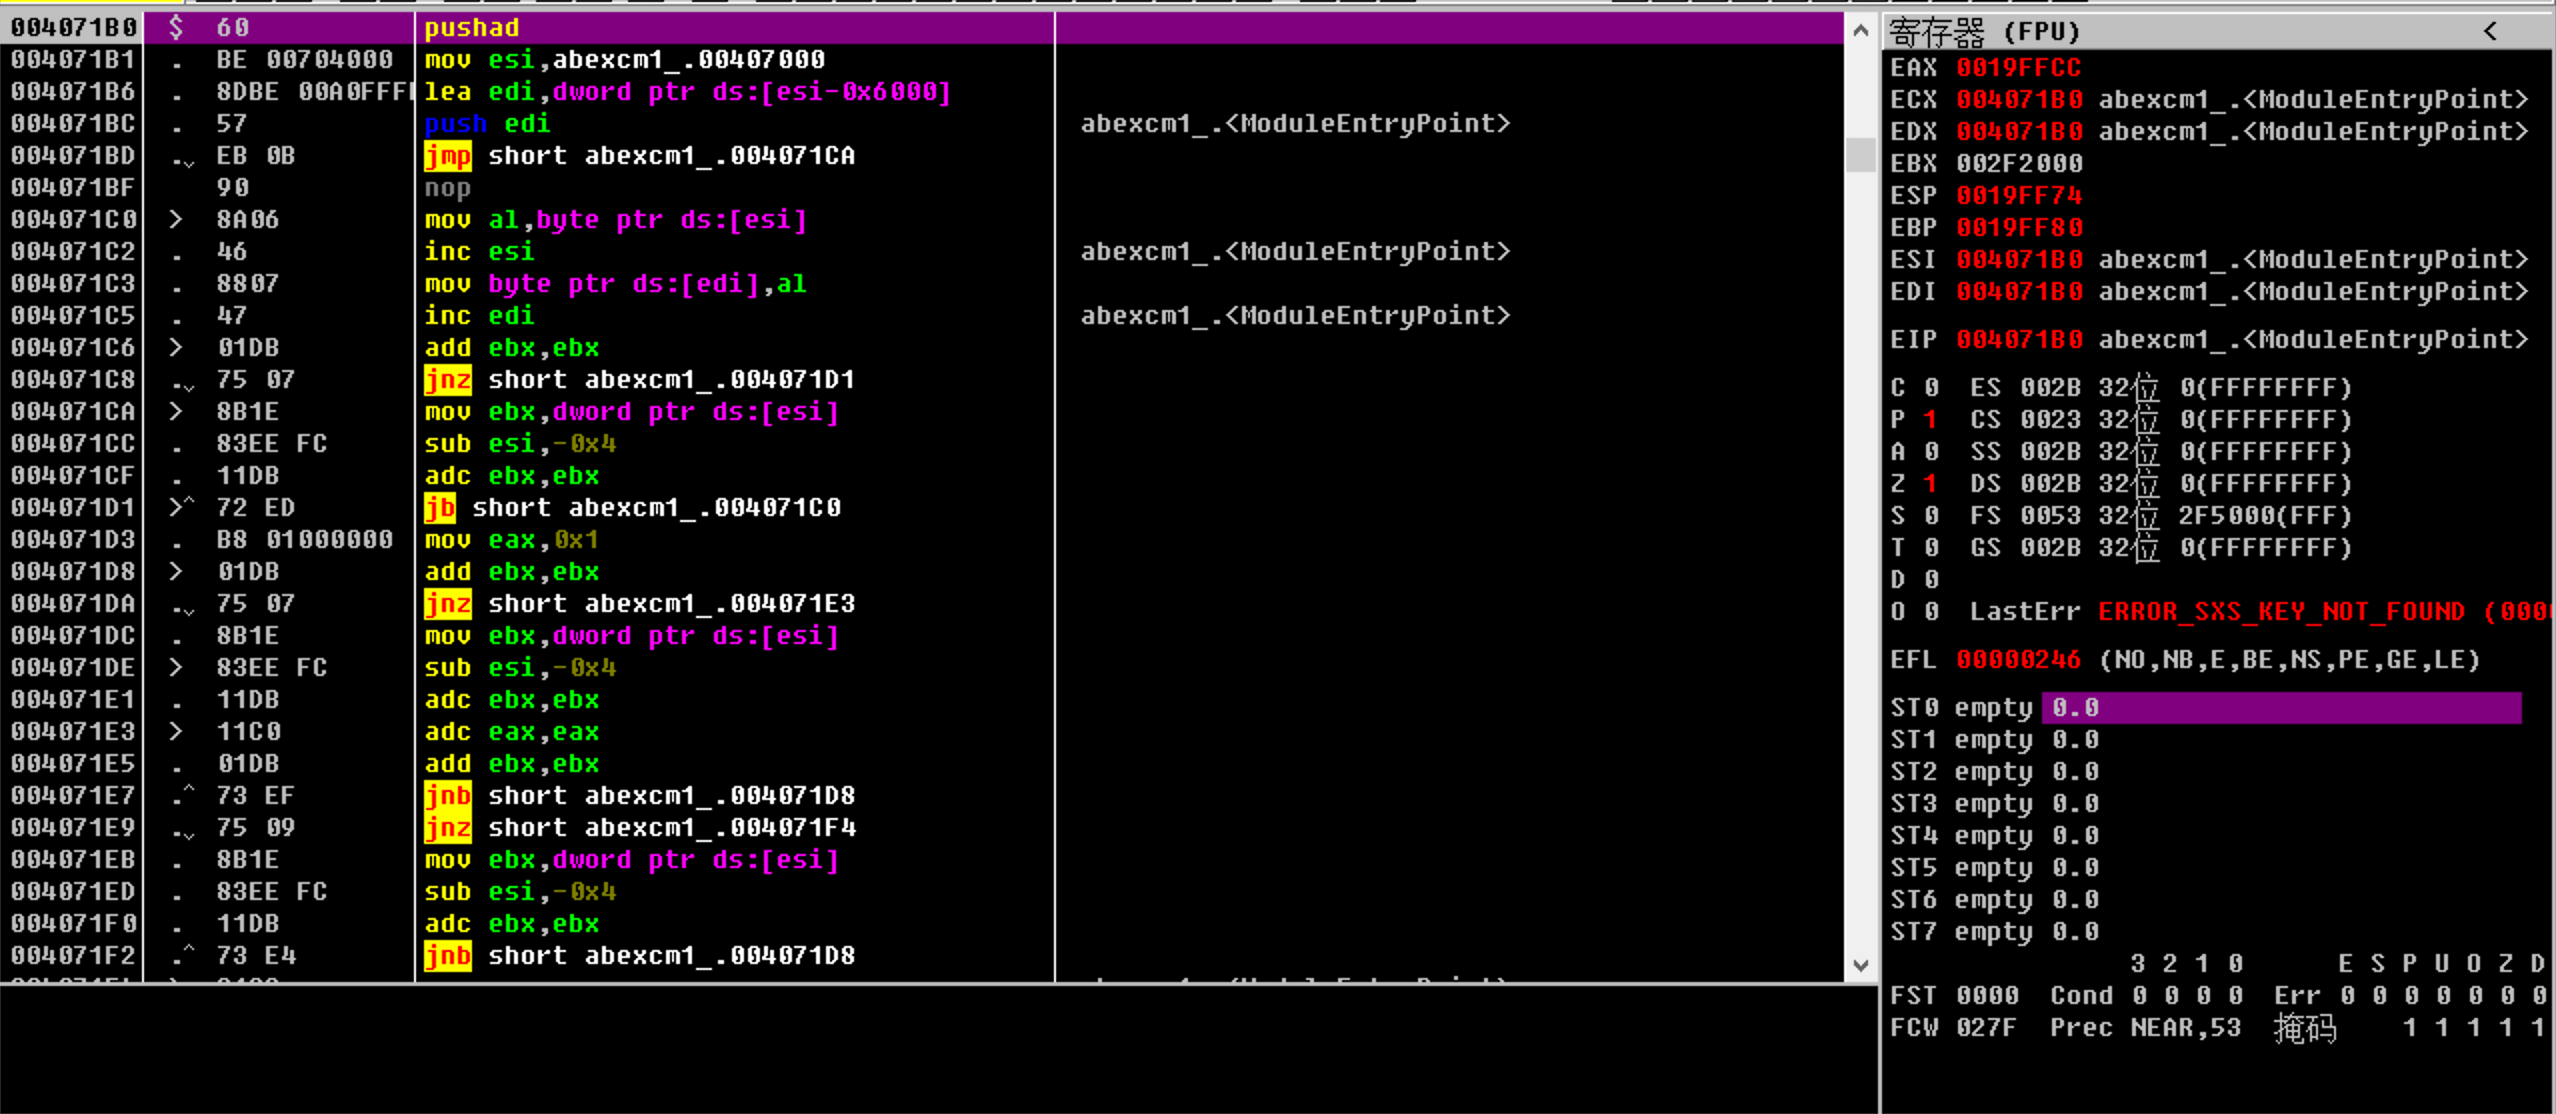 004071B0 $ 60 pushad
004071B1 . BE 00704000 mov esi,abexcm1_.00407000
004071B6 . 8DBE 00A0FFF lea edi,dword ptr ds:[esi-0x6000]
004071BC . 57 push edi abexcm1_.<ModuleEntryPoint>
004071BD .ˬ EB 0B jmp short abexcm1_.004071CA
004071BF 90 nop
004071C0 > 8A06 mov al,byte ptr ds:[esi]
004071C2 . 46 inc esi abexcm1_.<ModuleEntryPoint>
004071C3 . 8807 mov byte ptr ds:[edi],al
004071C5 . 47 inc edi abexcm1_.<ModuleEntryPoint>
004071C6 > 01DB add ebx,ebx
004071C8 .ˬ 75 07 jnz short abexcm1_.004071D1
004071CA > 8B1E mov ebx,dword ptr ds:[esi]
004071CC . 83EE FC sub esi,-0x4
004071CF . 11DB adc ebx,ebx
004071D1 >^ 72 ED jb short abexcm1_.004071C0
004071D3 . B8 01000000 mov eax,0x1
004071D8 > 01DB add ebx,ebx
004071DA .ˬ 75 07 jnz short abexcm1_.004071E3
004071DC . 8B1E mov ebx,dword ptr ds:[esi]
004071DE > 83EE FC sub esi,-0x4
004071E1 . 11DB adc ebx,ebx
004071E3 > 11C0 adc eax,eax
004071E5 . 01DB add ebx,ebx
004071E7 .^ 73 EF jnb short abexcm1_.004071D8
004071E9 .ˬ 75 09 jnz short abexcm1_.004071F4
004071EB . 8B1E mov ebx,dword ptr ds:[esi]
004071ED . 83EE FC sub esi,-0x4
004071F0 . 11DB adc ebx,ebx
004071F2 .^ 73 E4 jnb short abexcm1_.004071D8
寄存器 (FPU) <
EAX 0019FFCC
ECX 004071B0 abexcm1_.<ModuleEntryPoint>
EDX 004071B0 abexcm1_.<ModuleEntryPoint>
EBX 002F2000
ESP 0019FF74
EBP 0019FF80
ESI 004071B0 abexcm1_.<ModuleEntryPoint>
EDI 004071B0 abexcm1_.<ModuleEntryPoint>
EIP 004071B0 abexcm1_.<ModuleEntryPoint>
C 0 ES 002B 32位 0(FFFFFFFF)
P 1 CS 0023 32位 0(FFFFFFFF)
A 0 SS 002B 32位 0(FFFFFFFF)
Z 1 DS 002B 32位 0(FFFFFFFF)
S 0 FS 0053 32位 2F5000(FFF)
T 0 GS 002B 32位 0(FFFFFFFF)
D 0
O 0 LastErr ERROR_SXS_KEY_NOT_FOUND (000
EFL 00000246 (NO,NB,E,BE,NS,PE,GE,LE)
ST0 empty 0.0
ST1 empty 0.0
ST2 empty 0.0
ST3 empty 0.0
ST4 empty 0.0
ST5 empty 0.0
ST6 empty 0.0
ST7 empty 0.0
3 2 1 0 E S P U O Z D
FST 0000 Cond 0 0 0 0 Err 0 0 0 0 0 0 0
FCW 027F Prec NEAR,53 掩码 1 1 1 1 1